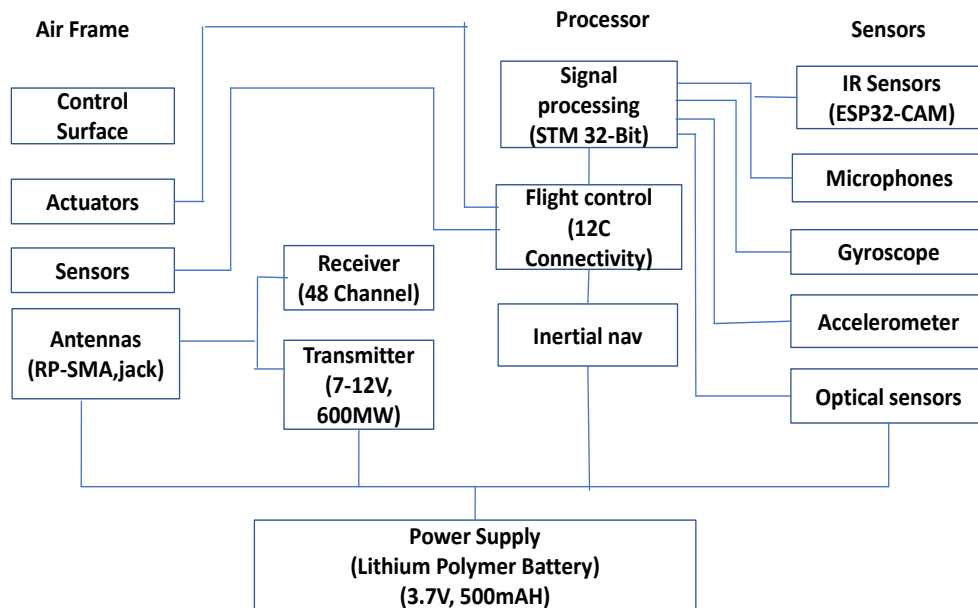 Air Frame
Processor
Sensors
Control
Surface
Actuators
Sensors
Antennas
(RP-SMA,jack)
Receiver
(48 Channel)
Transmitter
(7-12V,
600MW)
Signal
processing
(STM 32-Bit)
Flight control
(12C
Connectivity)
Inertial nav
IR Sensors
(ESP32-CAM)
Microphones
Gyroscope
Accelerometer
Optical sensors
Power Supply
(Lithium Polymer Battery)
(3.7V, 500mAH)